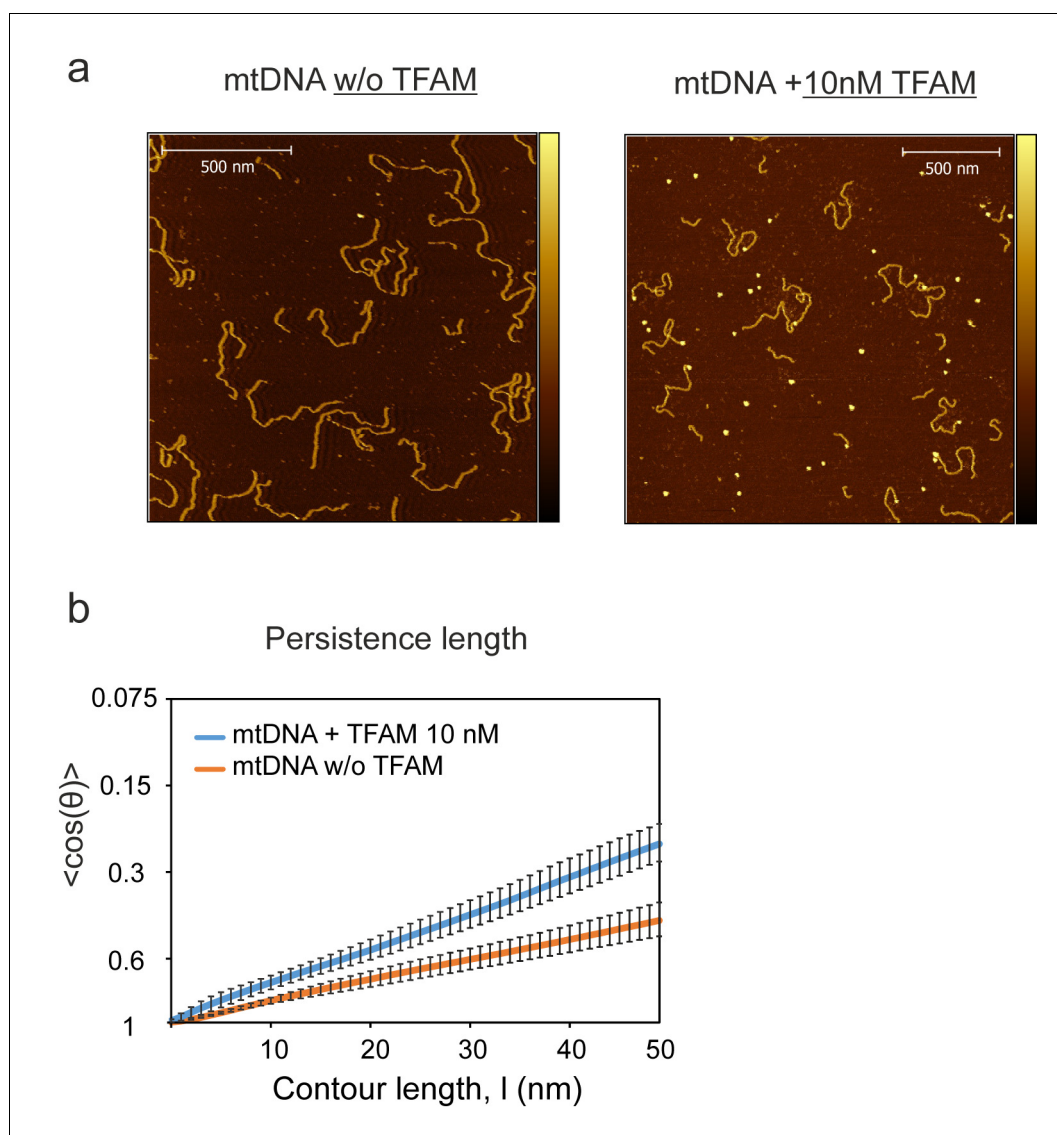 a
mtDNA w/o TFAM
mtDNA +10nM TFAM
500 nm
500 nm
b
Persistence length
0.075
0.15
0.3
0.6
1
<cos(θ)>
mtDNA + TFAM 10 nM
mtDNA w/o TFAM
10 20 30 40 50
Contour length, l (nm)